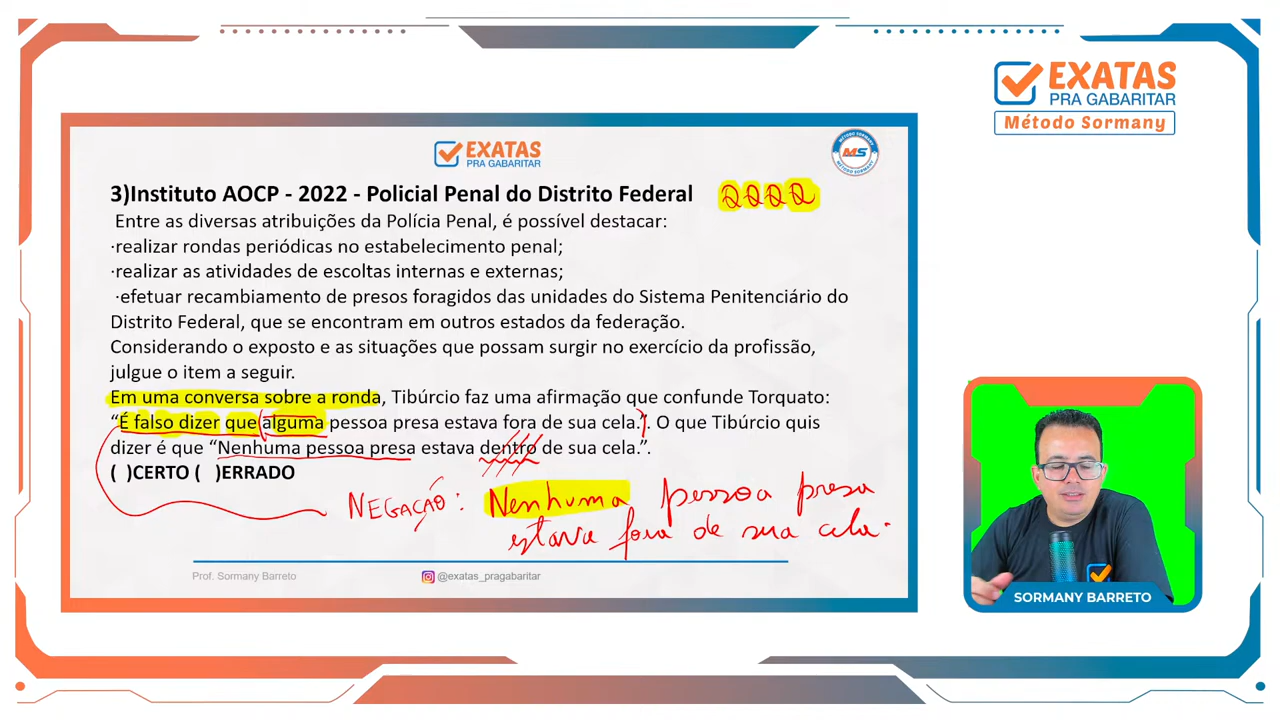 EXATAS
PRA GABARITAR
Método Sormany
EXATAS
PRA GABARITAR
MS
3)Instituto AOCP - 2022 - Policial Penal do Distrito Federal
Entre as diversas atribuições da Polícia Penal, é possível destacar:
·realizar rondas periódicas no estabelecimento penal;
·realizar as atividades de escoltas internas e externas;
·efetuar recambiamento de presos foragidos das unidades do Sistema Penitenciário do
Distrito Federal, que se encontram em outros estados da federação.
Considerando o exposto e as situações que possam surgir no exercício da profissão,
julgue o item a seguir.
Em uma conversa sobre a ronda, Tibúrcio faz uma afirmação que confunde Torquato:
“É falso dizer que alguma pessoa presa estava fora de sua cela.”. O que Tibúrcio quis
dizer é que “Nenhuma pessoa presa estava dentro de sua cela.”.
( )CERTO ( )ERRADO
NEGAÇÃO: Nenhuma pessoa presa
estava fora de sua cela.
Prof. Sormany Barreto
@exatas_pragabaritar
SORMANY BARRETO